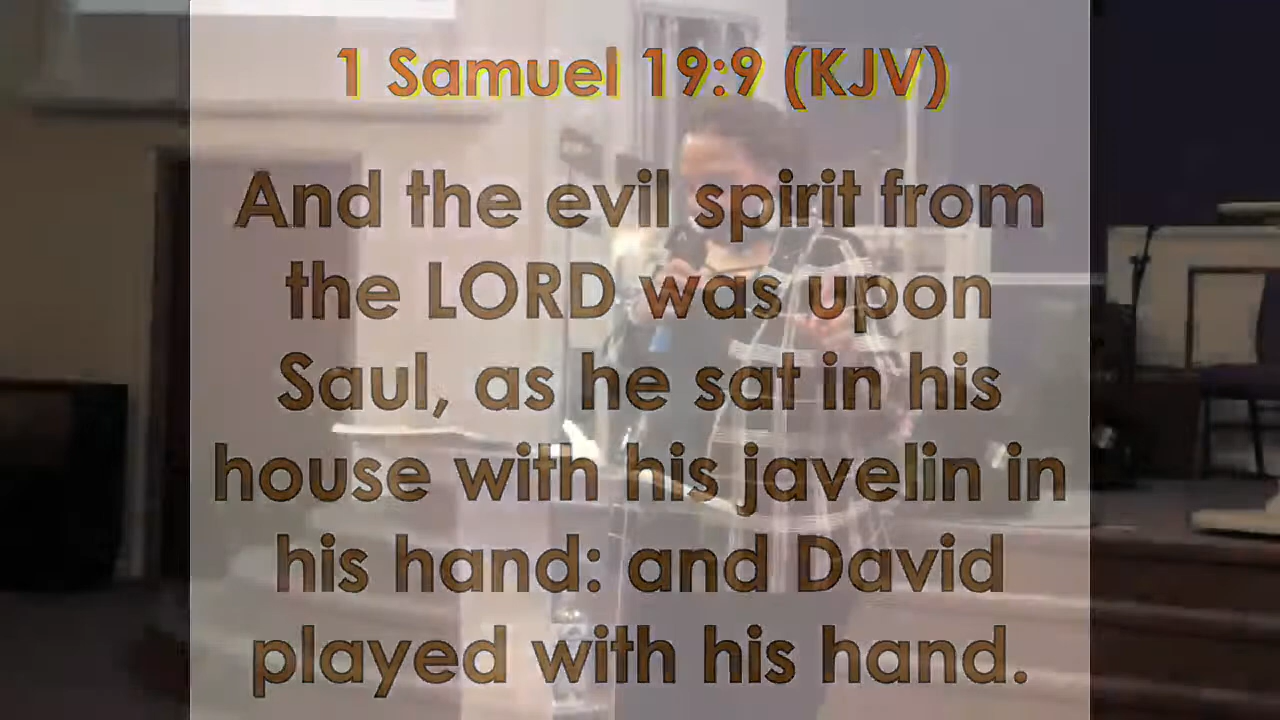 1 Samuel 19:9 (KJV)
And the evil spirit from
the LORD was upon
Saul, as he sat in his
house with his javelin in
his hand: and David
played with his hand.